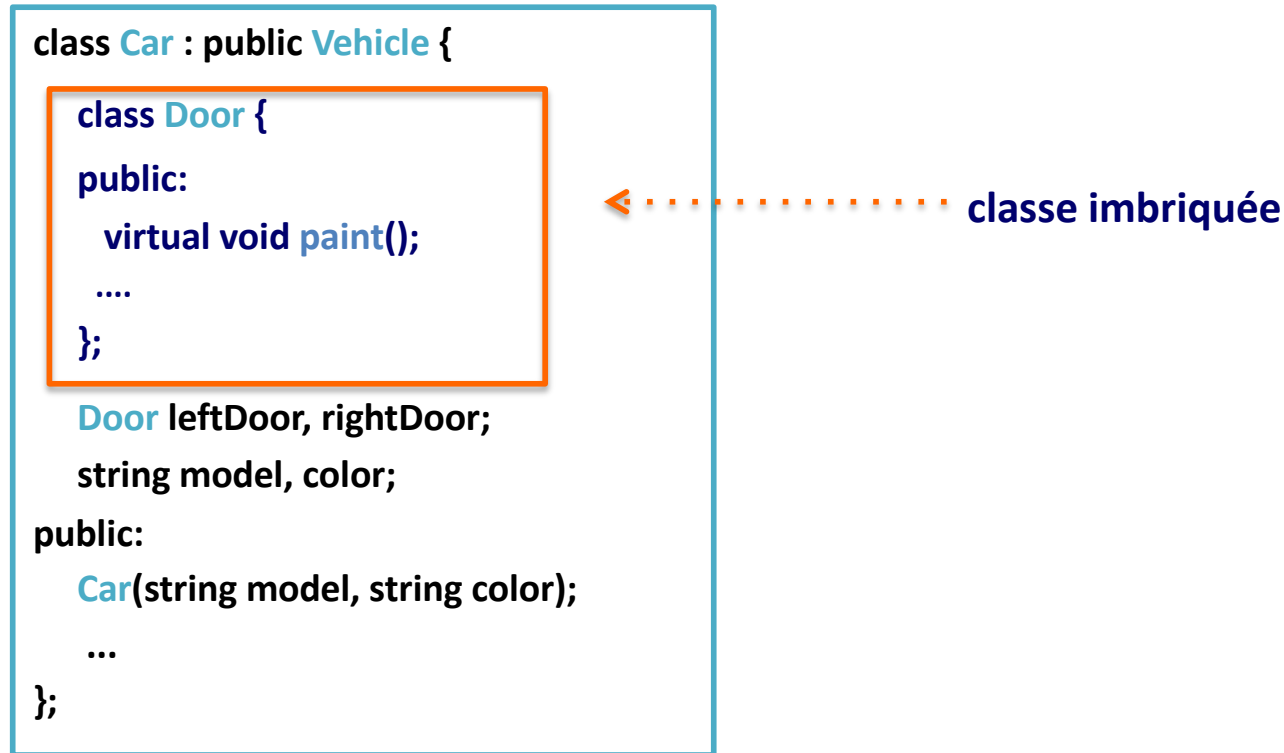 class Car : public Vehicle {
class Door {
public:
virtual void paint();
....
};
classe imbriquée
Door leftDoor, rightDoor;
string model, color;
public:
Car(string model, string color);
...
};